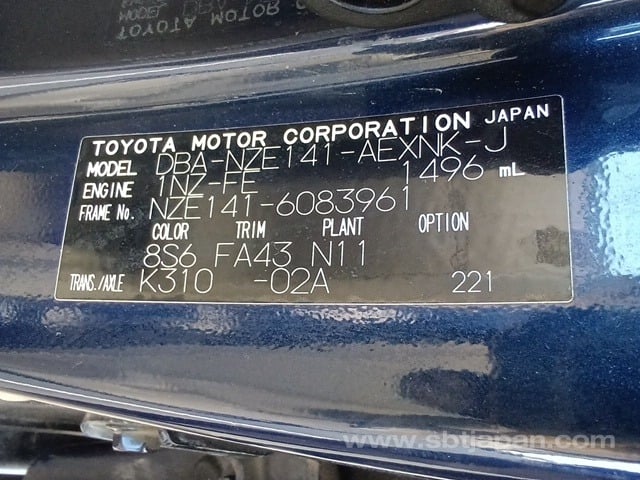 TOYOTA MOTOR CORPORATION JAPAN
MODEL DBA-NZE141-AEXNK-J
ENGINE 1NZ-FE 1496 mL
FRAME No. NZE141-6083961
COLOR TRIM PLANT OPTION
8S6 FA43 N11
TRANS./AXLE K310 -02A 221
www.sbtjapan.com